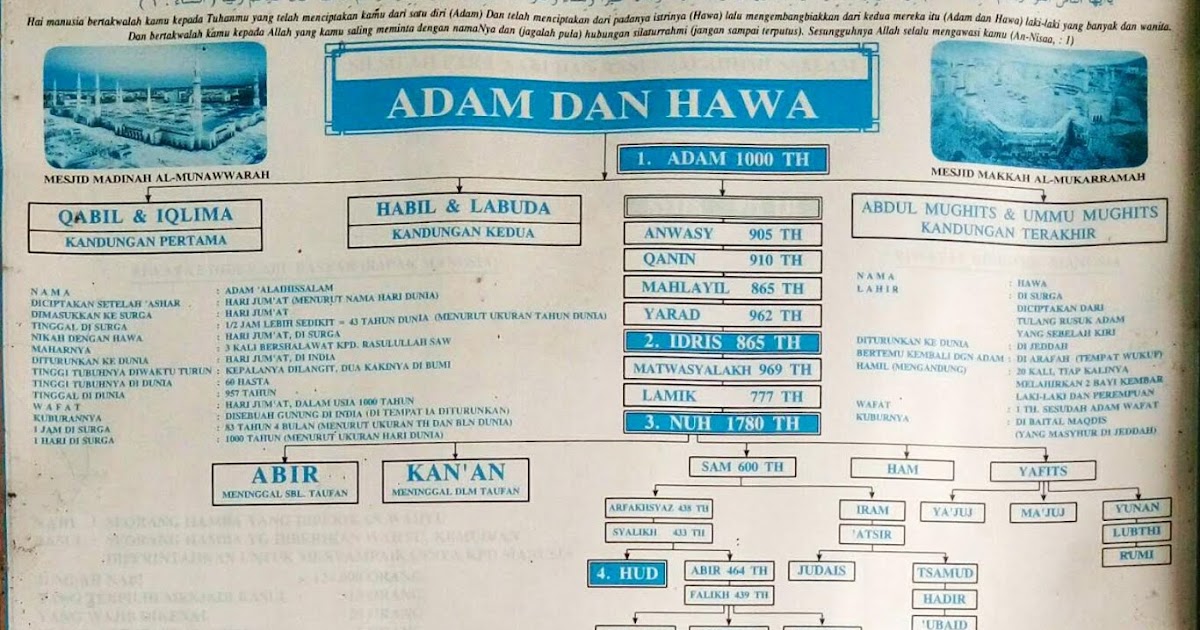 Hai manusia bertakwalah kamu kepada Tuhanmu yang telah menciptakan kamu dari satu diri (Adam) Dan telah menciptakan dari padanya istrinya (Hawa) lalu mengembangbiakkan dari kedua mereka itu (Adam dan Hawa) laki-laki yang banyak dan wanita.
Dan bertakwalah kamu kepada Allah yang kamu saling meminta dengan namaNya dan (jagalah pula) hubungan silaturrahmi (jangan sampai terputus). Sesungguhnya Allah selalu mengawasi kamu (An-Nisaa, : 1)
ADAM DAN HAWA
MESJID MADINAH AL-MUNAWWARAH
MESJID MAKKAH AL-MUKARRAMAH
1. ADAM 1000 TH
QABIL & IQLIMA
KANDUNGAN PERTAMA
HABIL & LABUDA
KANDUNGAN KEDUA
ABDUL MUGHITS & UMMU MUGHITS
KANDUNGAN TERAKHIR
ANWASY 905 TH
QANIN 910 TH
MAHLAYIL 865 TH
YARAD 962 TH
2. IDRIS 865 TH
MATWASYALAKH 969 TH
LAMIK 777 TH
3. NUH 1780 TH
NAMA : ADAM 'ALAIHISSALAM
DICIPTAKAN SETELAH 'ASHAR : HARI JUM'AT (MENURUT NAMA HARI DUNIA)
DIMASUKKAN KE SURGA : HARI JUM'AT
TINGGAL DI SURGA : 1/2 JAM LEBIH SEDIKIT = 43 TAHUN DUNIA (MENURUT UKURAN TAHUN DUNIA)
NIKAH DENGAN HAWA : HARI JUM'AT, DI SURGA
MAHARNYA : 3 KALI BERSHALAWAT KPD. RASULULLAH SAW
DITURUNKAN KE DUNIA : HARI JUM'AT, DI INDIA
TINGGI TUBUHNYA DIWAKTU TURUN : KEPALANYA DILANGIT, DUA KAKINYA DI BUMI
TINGGI TUBUHNYA DI DUNIA : 60 HASTA
TINGGAL DI DUNIA : 957 TAHUN
WAFAT : HARI JUM'AT, DALAM USIA 1000 TAHUN
KUBURANNYA : DISEBUAH GUNUNG DI INDIA (DI TEMPAT IA DITURUNKAN)
1 JAM DI SURGA : 83 TAHUN 4 BULAN (MENURUT UKURAN TH DAN BLN DUNIA)
1 HARI DI SURGA : 1000 TAHUN (MENURUT UKURAN HARI DUNIA)
NAMA : HAWA
LAHIR : DI SURGA
DICIPTAKAN DARI
TULANG RUSUK ADAM
YANG SEBELAH KIRI
DITURUNKAN KE DUNIA : DI JEDDAH
BERTEMU KEMBALI DGN ADAM : DI ARAFAH (TEMPAT WUKUF)
HAMIL (MENGANDUNG) : 20 KALI, TIAP KALINYA
MELAHIRKAN 2 BAYI KEMBAR
LAKI-LAKI DAN PEREMPUAN
WAFAT : 1 TH. SESUDAH ADAM WAFAT
KUBURNYA : DI BAITAL MAQDIS
(YANG MASYHUR DI JEDDAH)
ABIR
MENINGGAL SBL. TAUFAN
KAN'AN
MENINGGAL DLM TAUFAN
SAM 600 TH
HAM
YAFITS
ARFAKHSYAZ 438 TH
IRAM
YA'JUJ
MA'JUJ
YUNAN
SYALIKH 433 TH
'ATSIR
LUBTHI
RUMI
4. HUD
ABIR 464 TH
JUDAIS
TSAMUD
FALIKH 439 TH
HADIR
'UBAID